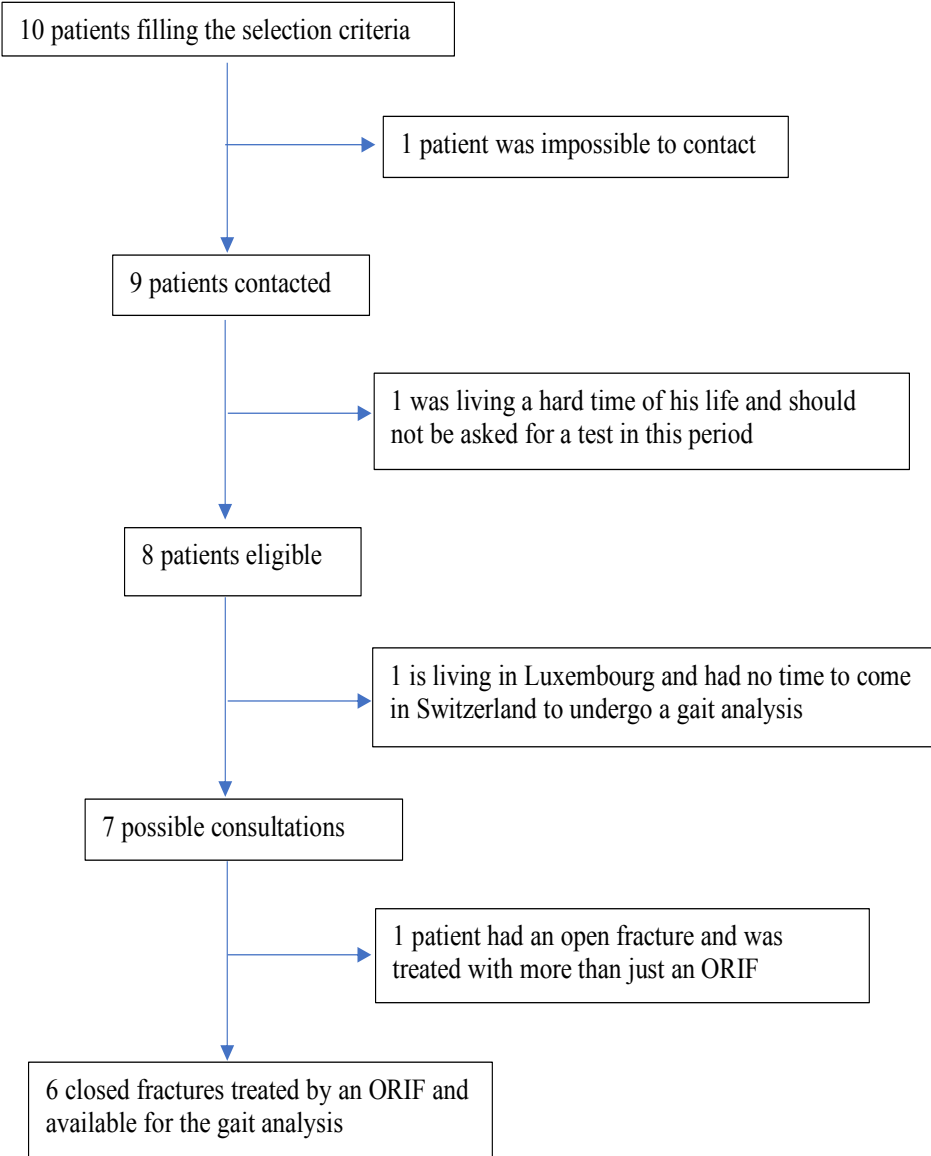 10 patients filling the selection criteria
1 patient was impossible to contact
9 patients contacted
1 was living a hard time of his life and should
not be asked for a test in this period
8 patients eligible
1 is living in Luxembourg and had no time to come
in Switzerland to undergo a gait analysis
7 possible consultations
1 patient had an open fracture and was
treated with more than just an ORIF
6 closed fractures treated by an ORIF and
available for the gait analysis